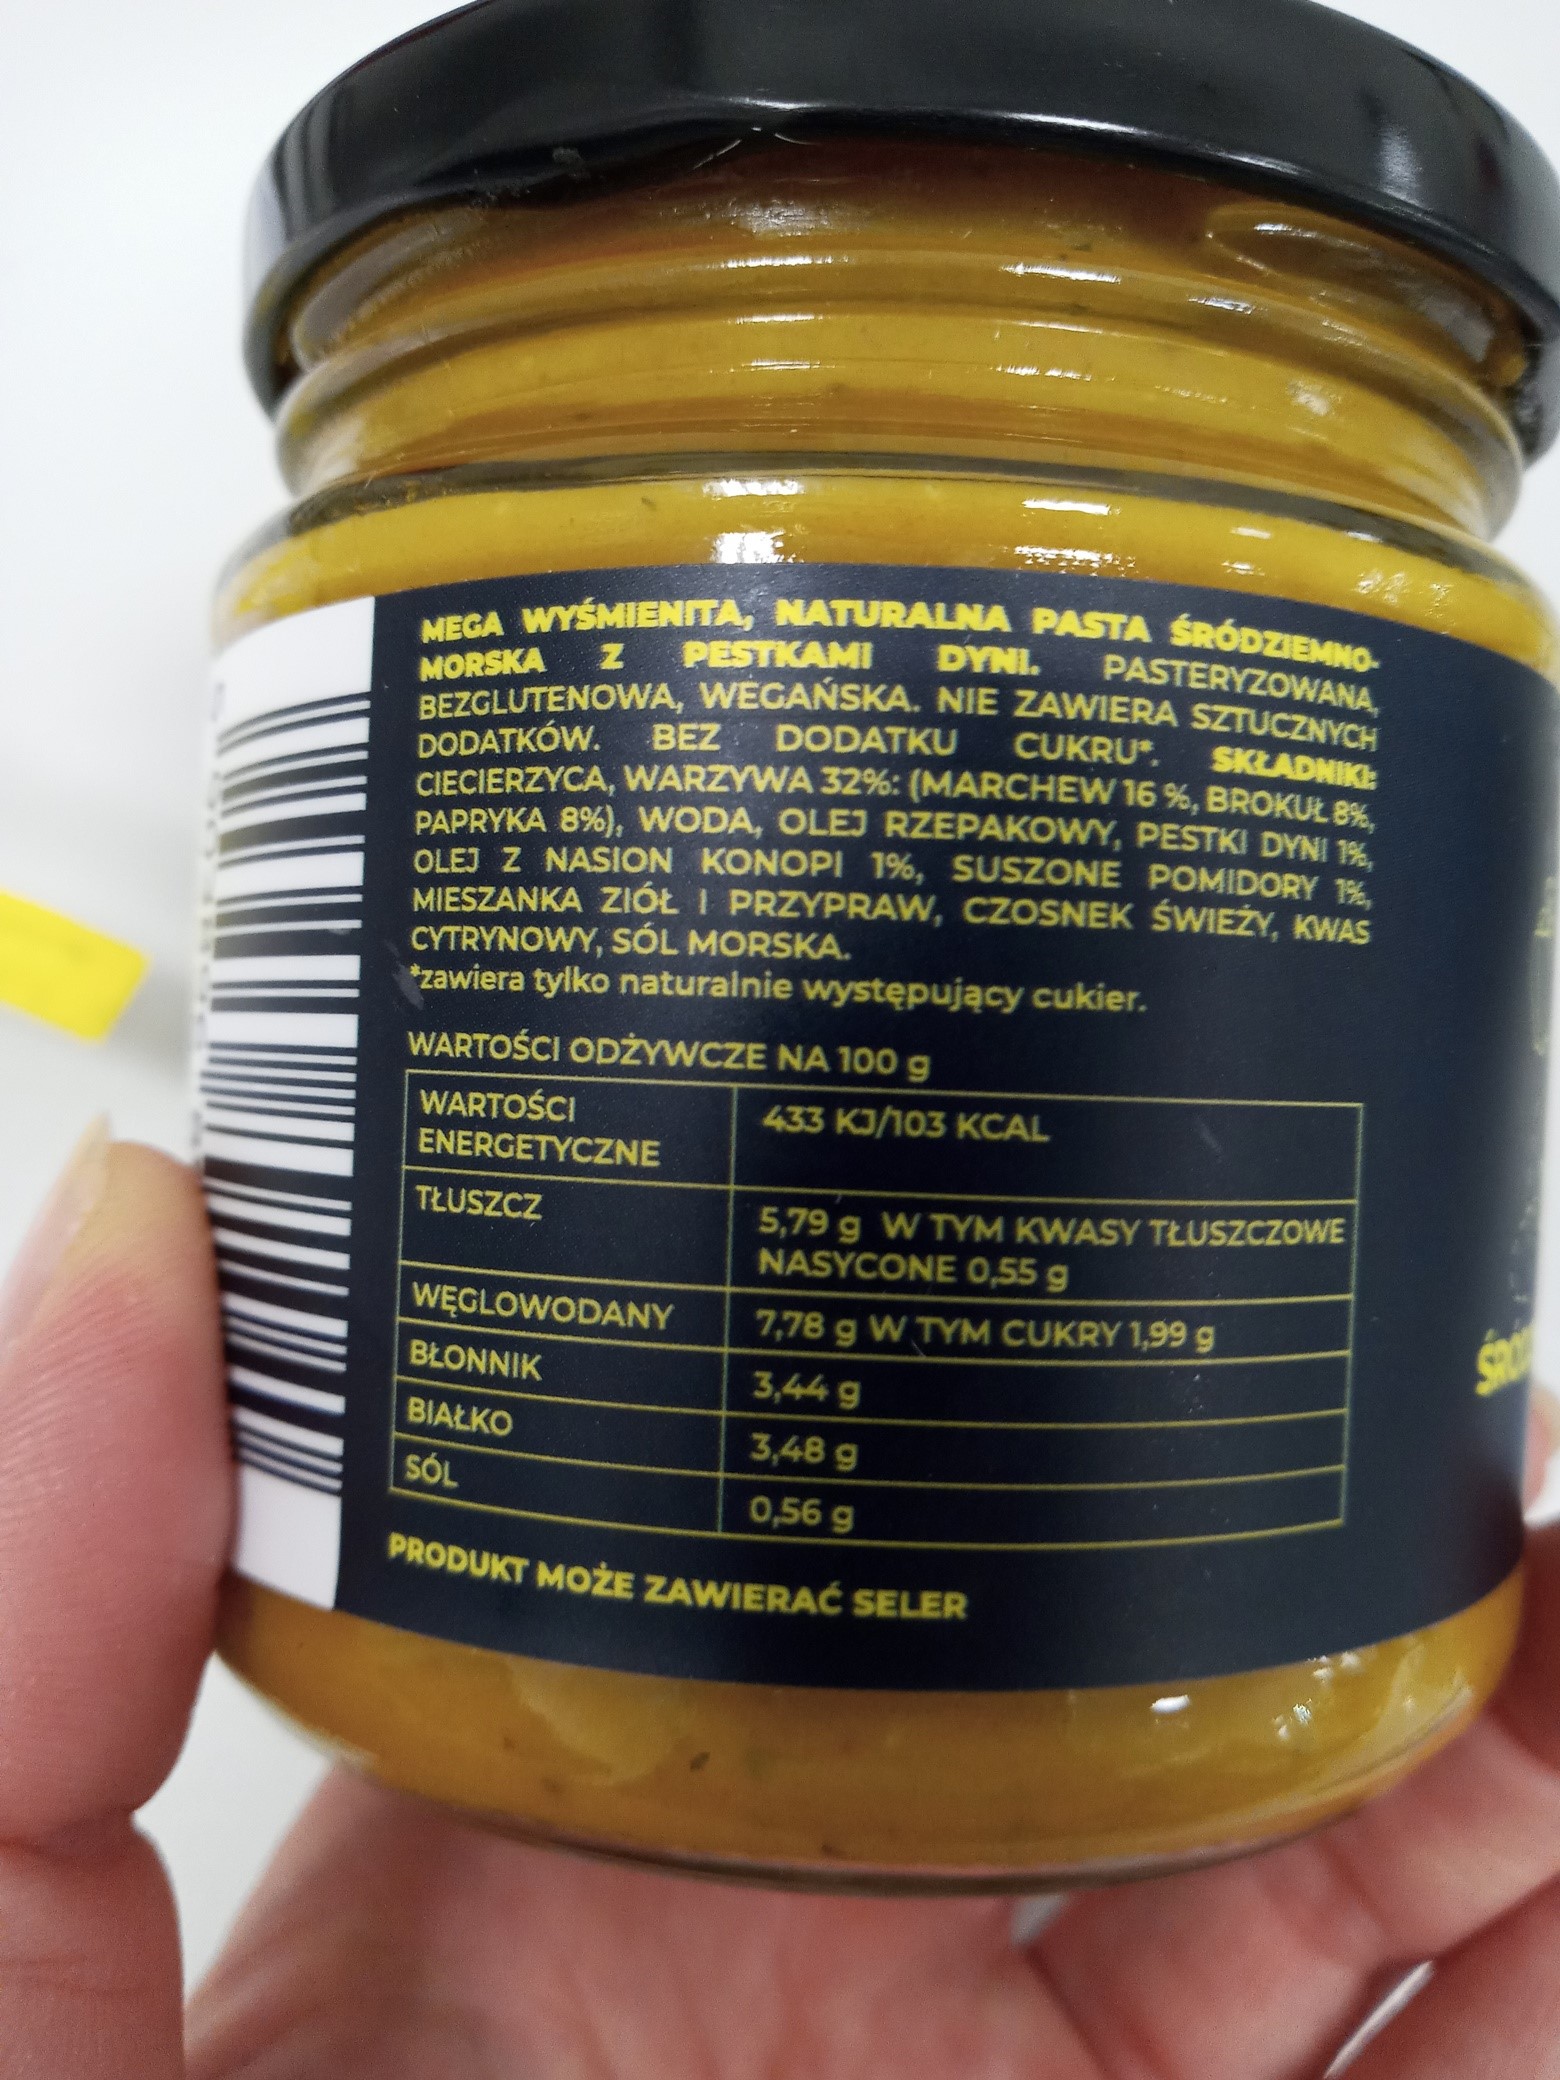 MEGA WYŚMIENITA, NATURALNA PASTA ŚRÓDZIEMNO-
MORSKA Z PESTKAMI DYNI. PASTERYZOWANA,
BEZGLUTENOWA, WEGAŃSKA. NIE ZAWIERA SZTUCZNYCH
DODATKÓW. BEZ DODATKU CUKRU*. SKŁADNIKI:
CIECIERZYCA, WARZYWA 32%: (MARCHEW 16 %, BROKUŁ 8%,
PAPRYKA 8%), WODA, OLEJ RZEPAKOWY, PESTKI DYNI 1%,
OLEJ Z NASION KONOPI 1%, SUSZONE POMIDORY 1%,
MIESZANKA ZIÓŁ I PRZYPRAW, CZOSNEK ŚWIEŻY, KWAS
CYTRYNOWY, SÓL MORSKA.
*zawiera tylko naturalnie występujący cukier.
WARTOŚCI ODŻYWCZE NA 100 g
WARTOŚCI
ENERGETYCZNE
433 KJ/103 KCAL
TŁUSZCZ
5,79 g W TYM KWASY TŁUSZCZOWE
NASYCONE 0,55 g
WĘGLOWODANY
7,78 g W TYM CUKRY 1,99 g
BŁONNIK
3,44 g
BIAŁKO
3,48 g
SÓL
0,56 g
PRODUKT MOŻE ZAWIERAĆ SELER